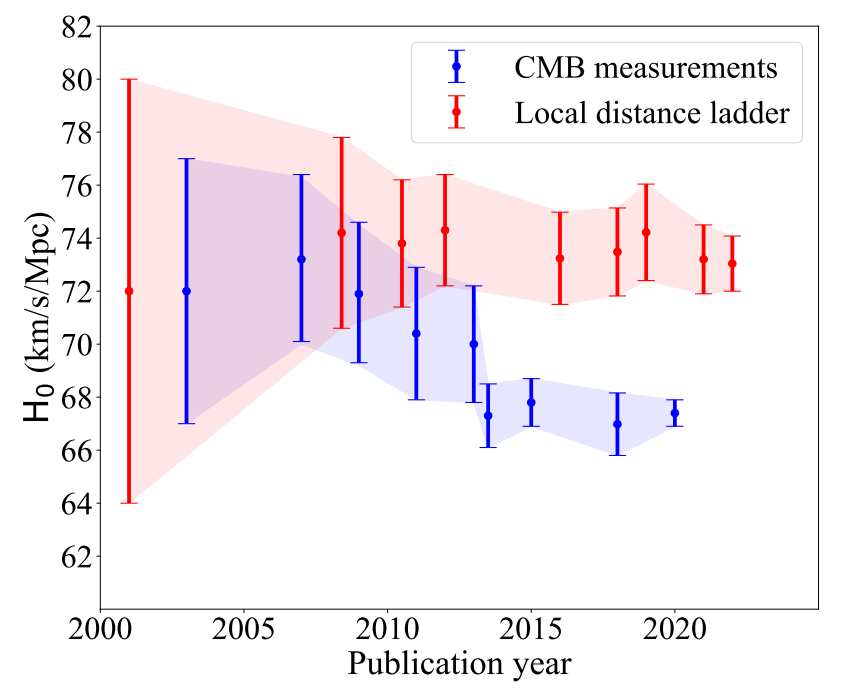 82
80
78
76
74
72
70
68
66
64
62
H₀ (km/s/Mpc)
CMB measurements
Local distance ladder
2000 2005 2010 2015 2020
Publication year